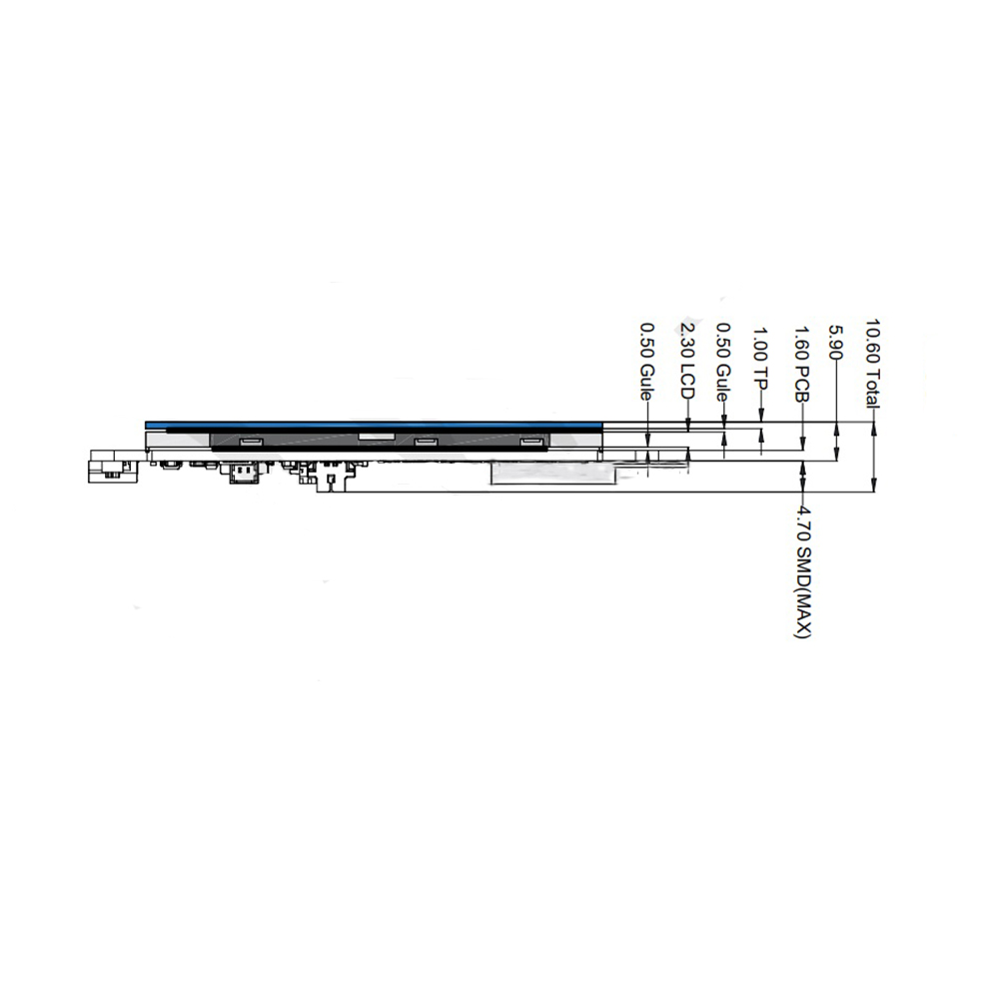 0.50 Gule
2.30 LCD
0.50 Gule
1.00 TP
1.60 PCB
5.90
10.60 Total
4.70 SMD(MAX)